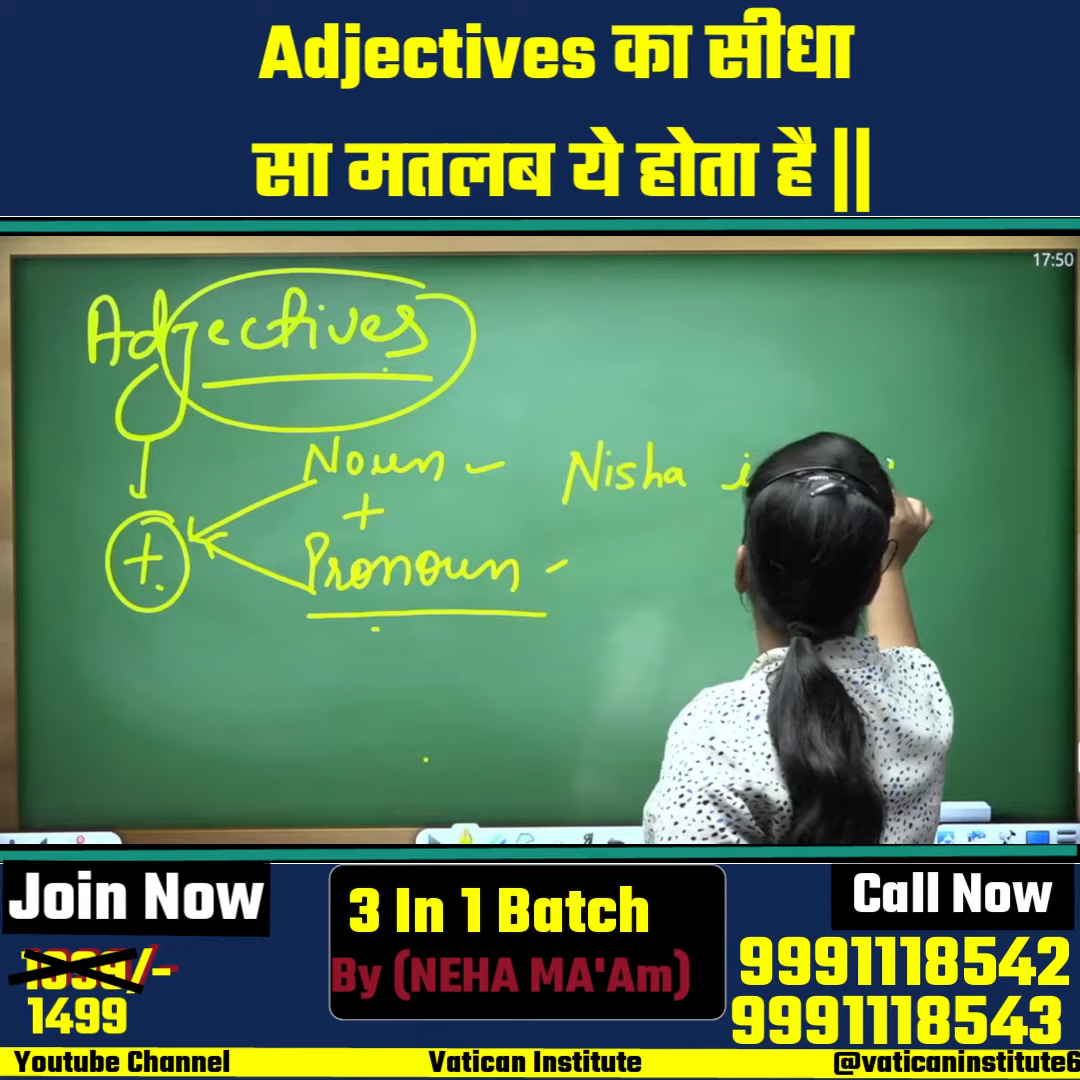 Adjectives का सीधा
सा मतलब ये होता है ||
17:50
Adjectives
Noun - Nisha
+
+
Pronoun -
Join Now
3 In 1 Batch
Call Now
By (NEHA MA'Am)
9991118542
1499
9991118543
Youtube Channel
Vatican Institute
@vaticaninstitute6